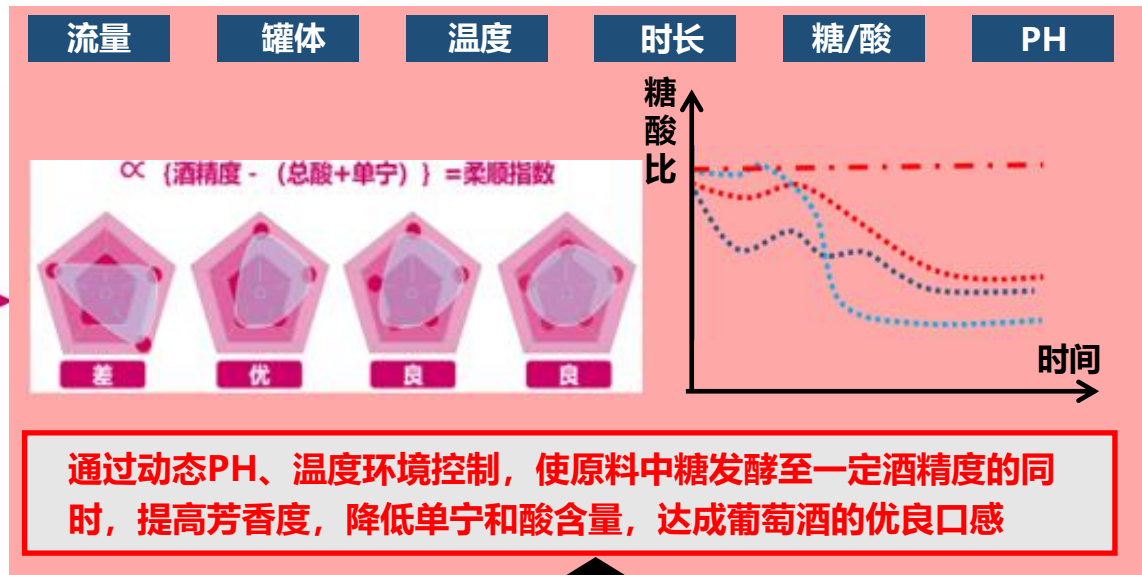 流量 罐体 温度 时长 糖/酸 PH
糖酸比
∝ {酒精度 - （总酸+单宁）} =柔顺指数
差 优 良 良
时间
通过动态PH、温度环境控制，使原料中糖发酵至一定酒精度的同
时，提高芳香度，降低单宁和酸含量，达成葡萄酒的优良口感